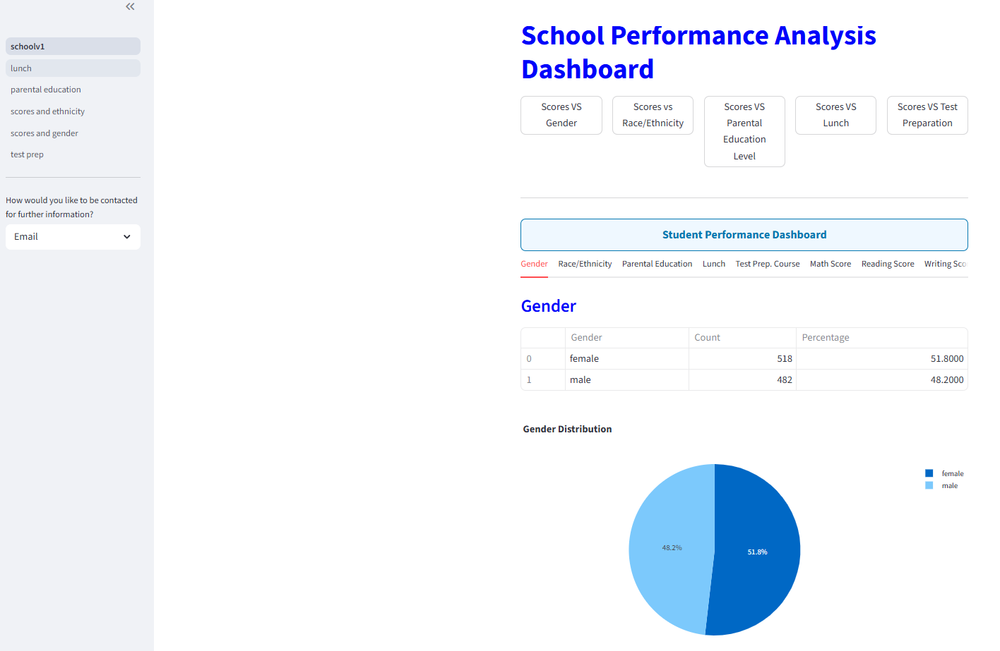 schoolv1
lunch
parental education
scores and ethnicity
scores and gender
test prep
How would you like to be contacted
for further information?
Email
School Performance Analysis
Dashboard
Scores VS
Gender
Scores vs
Race/Ethnicity
Scores VS
Parental
Education
Level
Scores VS
Lunch
Scores VS Test
Preparation
Student Performance Dashboard
Gender Race/Ethnicity Parental Education Lunch Test Prep. Course Math Score Reading Score Writing Sco
Gender
Gender Count Percentage
0 female 518 51.8000
1 male 482 48.2000
Gender Distribution
female
male
48.2%
51.8%